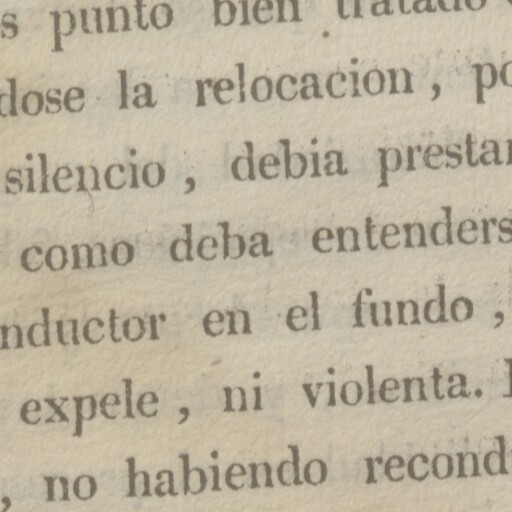 s punto bien tratado
dose la relocacion, po
silencio, debia prestar
como deba entenders
nductor en el fundo,
expele, ni violenta.
, no habiendo recond